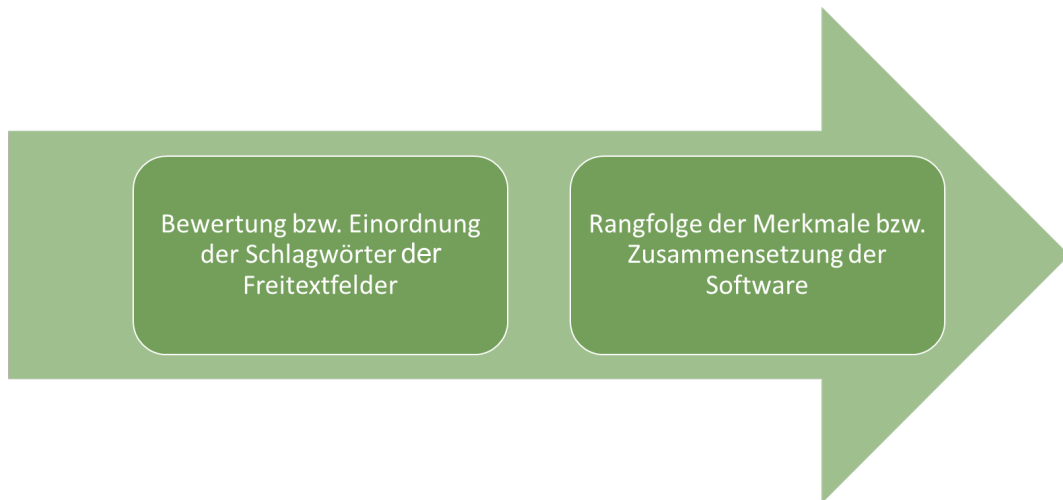 Bewertung bzw. Einordnung
der Schlagwörter der
Freitextfelder
Rangfolge der Merkmale bzw.
Zusammensetzung der
Software